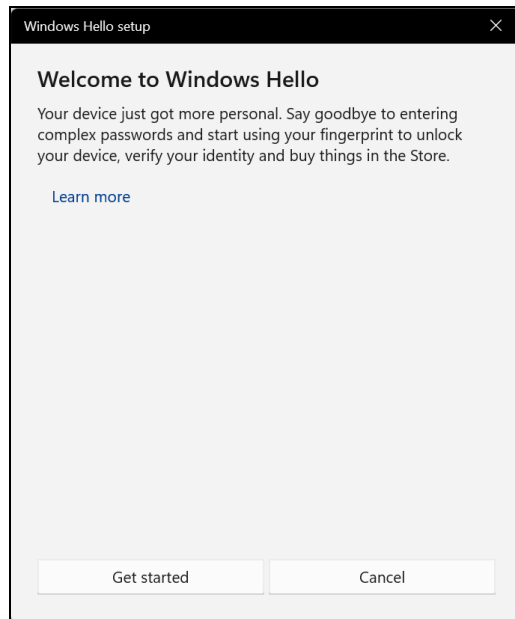 Windows Hello setup
Welcome to Windows Hello
Your device just got more personal. Say goodbye to entering
complex passwords and start using your fingerprint to unlock
your device, verify your identity and buy things in the Store.
Learn more
Get started
Cancel